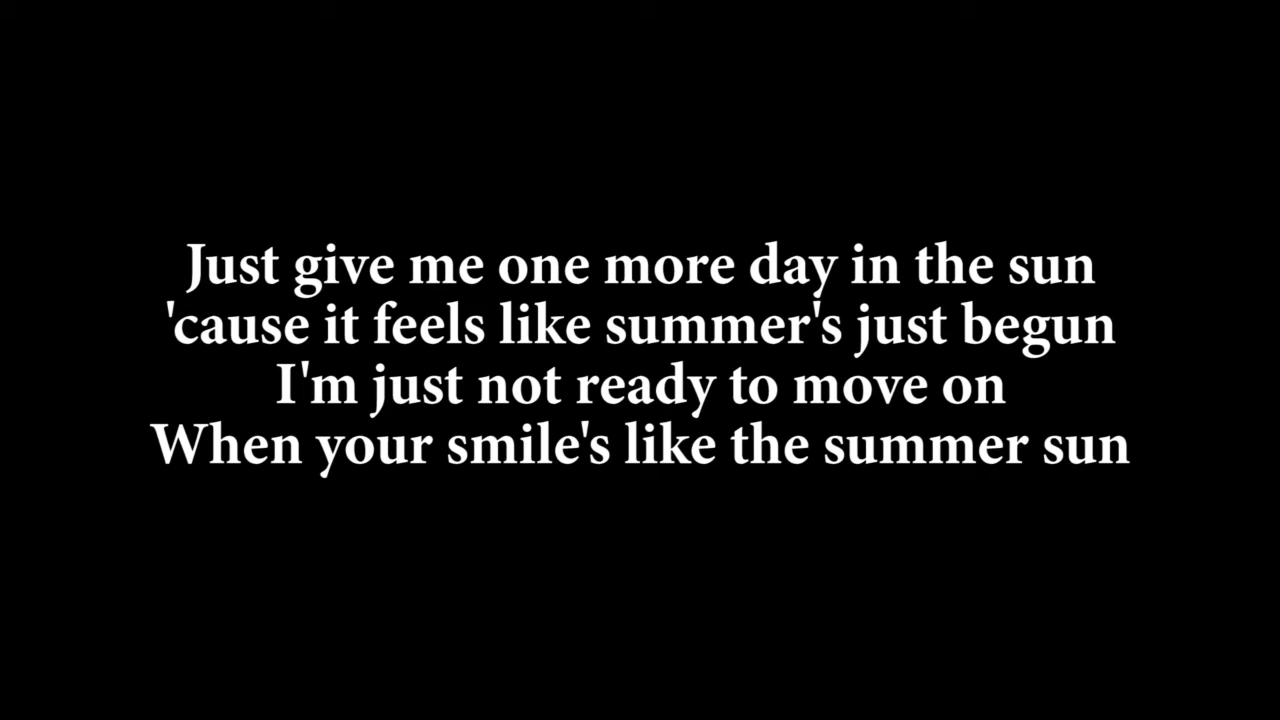 Just give me one more day in the sun
'cause it feels like summer's just begun
I'm just not ready to move on
When your smile's like the summer sun